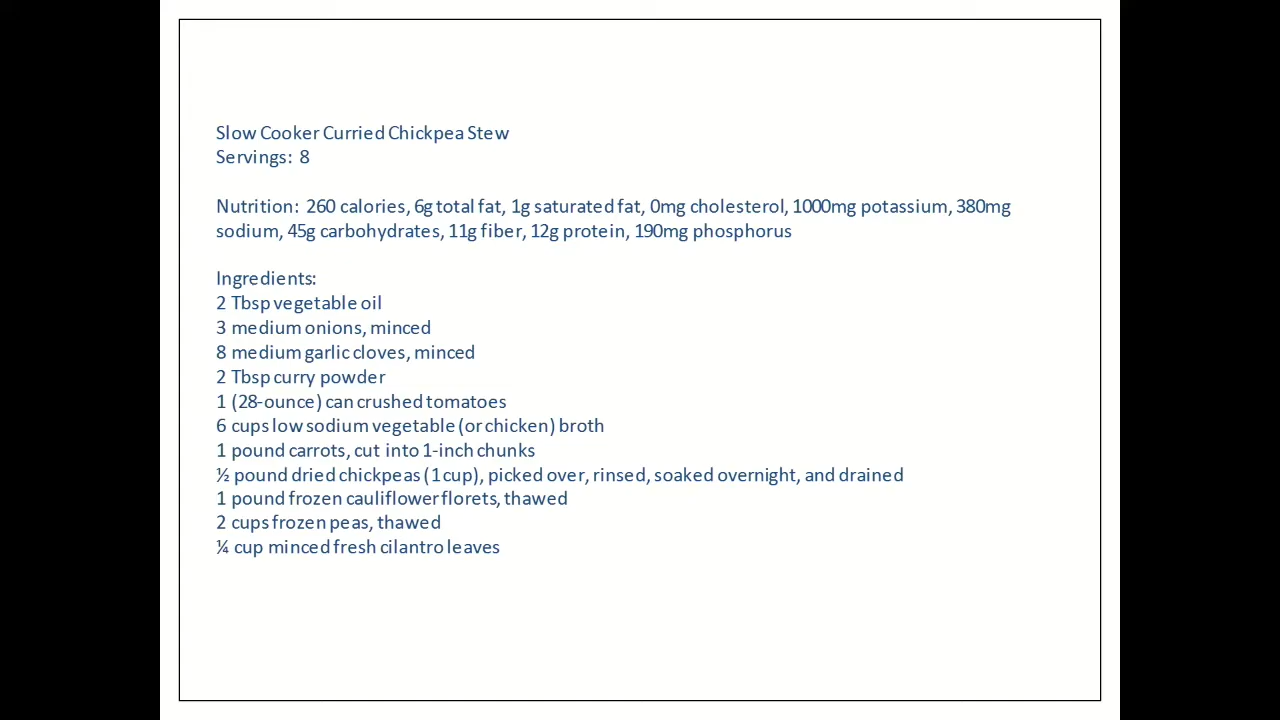 Slow Cooker Curried Chickpea Stew
Servings: 8
Nutrition: 260 calories, 6g total fat, 1g saturated fat, 0mg cholesterol, 1000mg potassium, 380mg
sodium, 45g carbohydrates, 11g fiber, 12g protein, 190mg phosphorus
Ingredients:
2 Tbsp vegetable oil
3 medium onions, minced
8 medium garlic cloves, minced
2 Tbsp curry powder
1 (28-ounce) can crushed tomatoes
6 cups low sodium vegetable (or chicken) broth
1 pound carrots, cut into 1-inch chunks
½ pound dried chickpeas (1 cup), picked over, rinsed, soaked overnight, and drained
1 pound frozen cauliflower florets, thawed
2 cups frozen peas, thawed
¼ cup minced fresh cilantro leaves